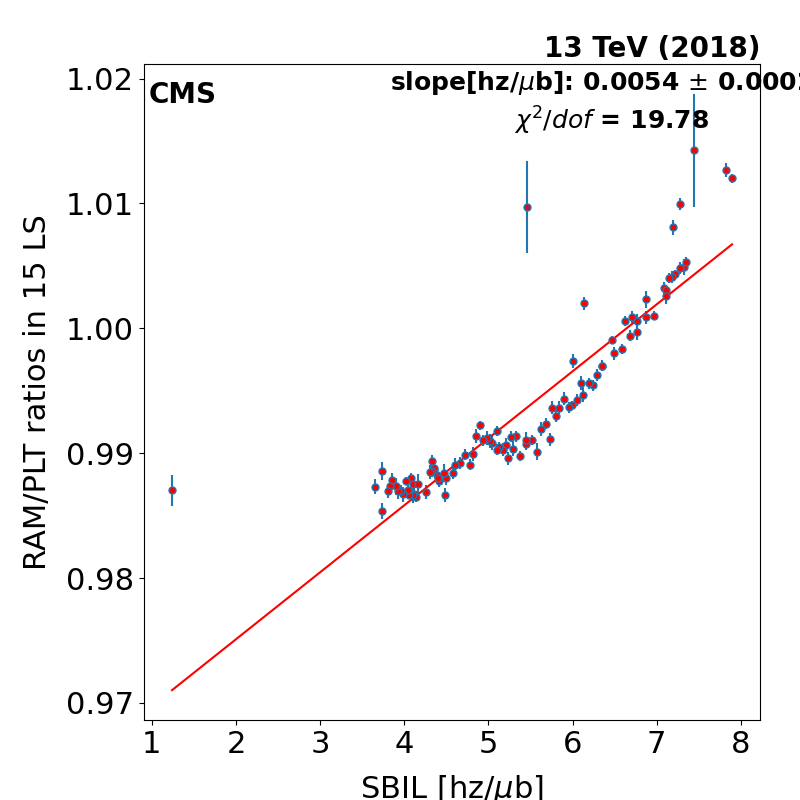 13 TeV (2018)
CMS
slope[hz/μb]: 0.0054 ± 0.000
χ²/dof = 19.78
RAM/PLT ratios in 15 LS
1.02
1.01
1.00
0.99
0.98
0.97
1 2 3 4 5 6 7 8
SBIL [hz/μb]